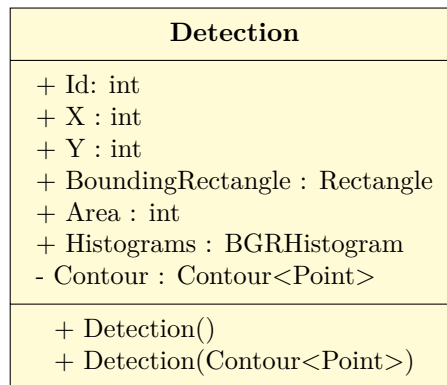 Detection
+ Id: int
+ X : int
+ Y : int
+ BoundingRectangle : Rectangle
+ Area : int
+ Histograms : BGRHistogram
- Contour : Contour<Point>
+ Detection()
+ Detection(Contour<Point>)